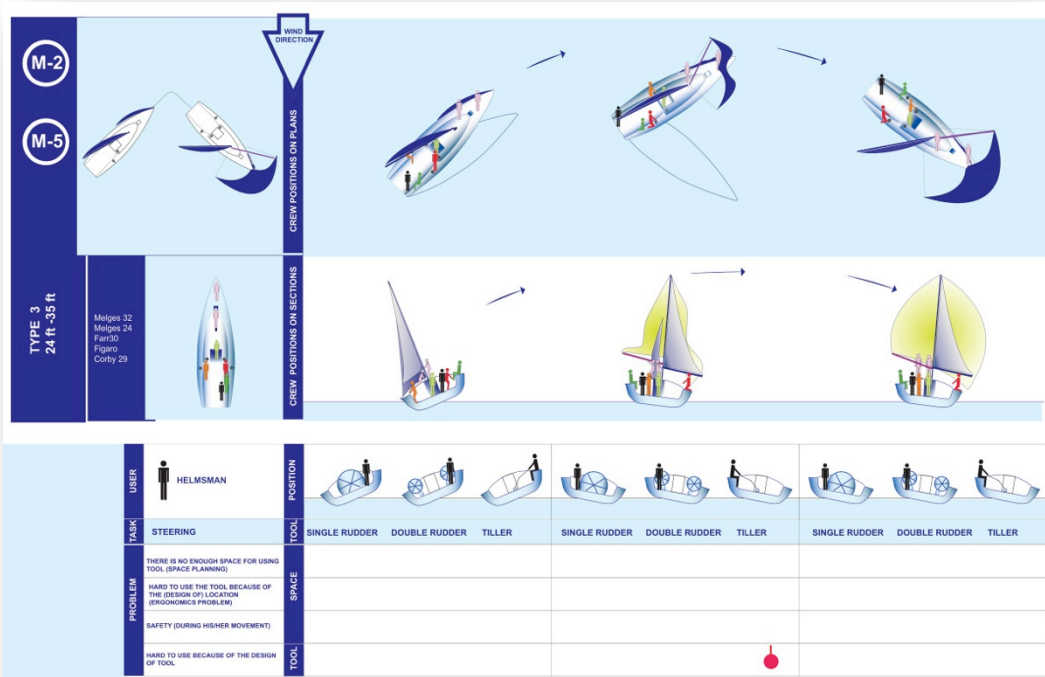 M-2
M-5
WIND
DIRECTION
CREW POSITIONS ON PLANS
TYPE 3
24 ft -35 ft
Melges 32
Melges 24
Farr30
Figaro
Corby 29
CREW POSITIONS ON SECTIONS
USER
HELMSMAN
POSITION
TASK
STEERING
TOOL
SINGLE RUDDER
DOUBLE RUDDER
TILLER
SINGLE RUDDER
DOUBLE RUDDER
TILLER
SINGLE RUDDER
DOUBLE RUDDER
TILLER
PROBLEM
THERE IS NO ENOUGH SPACE FOR USING
TOOL (SPACE PLANNING)
HARD TO USE THE TOOL BECAUSE OF
THE (DESIGN OF) LOCATION
(ERGONOMICS PROBLEM)
SAFETY (DURING HIS/HER MOVEMENT)
SPACE
HARD TO USE BECAUSE OF THE DESIGN
OF TOOL
TOOL